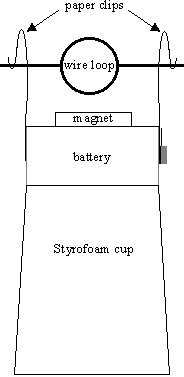 paper clips
wire loop
magnet
battery
Styrofoam cup